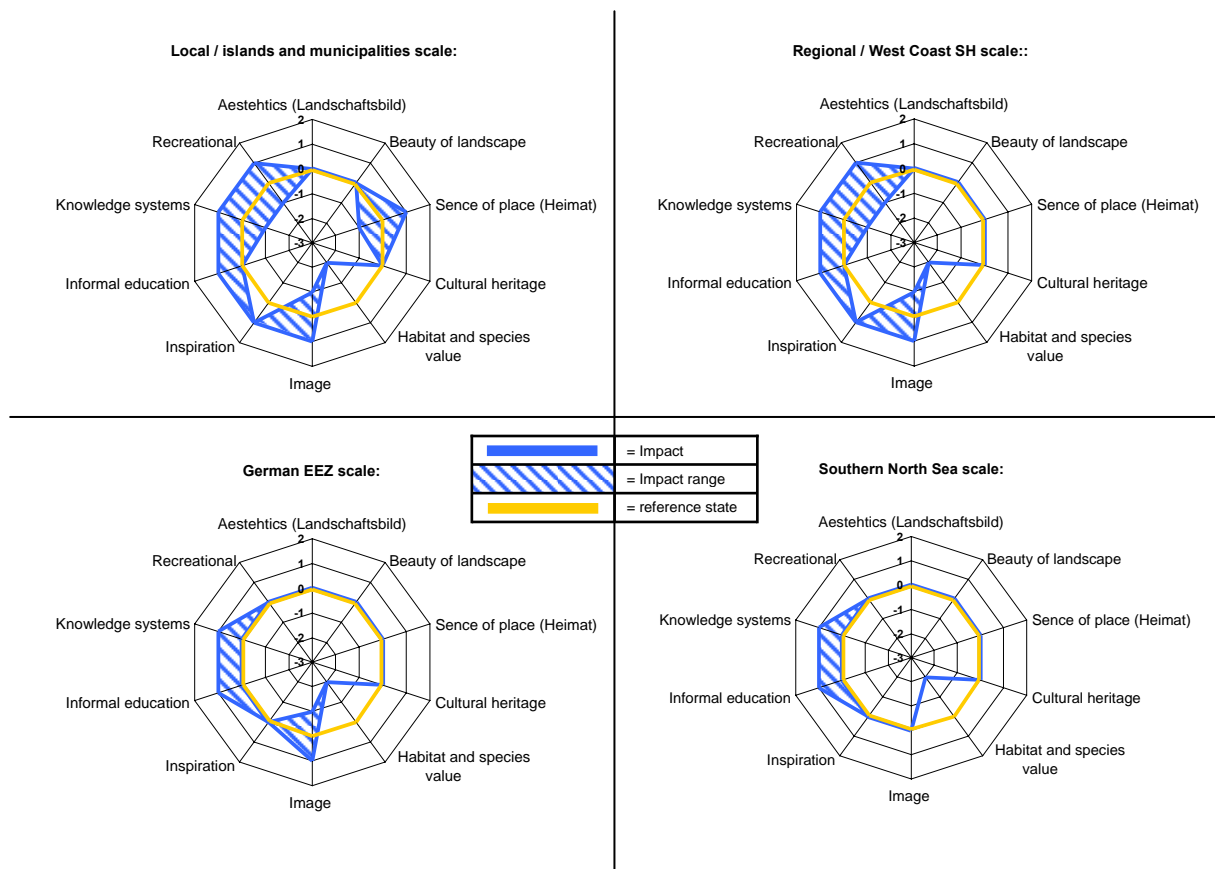 Local / islands and municipalities scale:
Aestehtics (Landschaftsbild)
2
Recreational
Beauty of landscape
1
0
Knowledge systems
-1
Sence of place (Heimat)
-2
-3
Informal education
Cultural heritage
Inspiration
Habitat and species
value
Image
Regional / West Coast SH scale::
Aestehtics (Landschaftsbild)
2
Recreational
Beauty of landscape
1
0
Knowledge systems
-1
Sence of place (Heimat)
-2
-3
Informal education
Cultural heritage
Inspiration
Habitat and species
value
Image
= Impact
= Impact range
= reference state
German EEZ scale:
Aestehtics (Landschaftsbild)
2
Recreational
Beauty of landscape
1
0
Knowledge systems
-1
Sence of place (Heimat)
-2
-3
Informal education
Cultural heritage
Inspiration
Habitat and species
value
Image
Southern North Sea scale:
Aestehtics (Landschaftsbild)
2
Recreational
Beauty of landscape
1
0
Knowledge systems
-1
Sence of place (Heimat)
-2
-3
Informal education
Cultural heritage
Inspiration
Habitat and species
value
Image